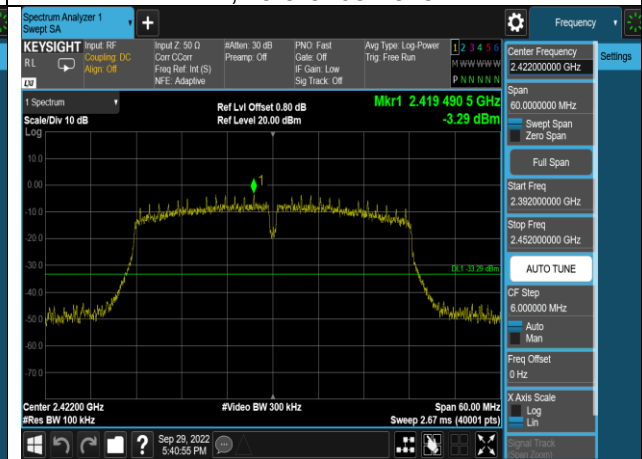 Spectrum Analyzer 1
Swept SA
+
Frequency
Settings
KEYSIGHT
RL
LXI
Input: RF
Coupling: DC
Align: Off
Input Z: 50 Ω
Corr CCorr
Freq Ref: Int (S)
NFE: Adaptive
#Atten: 30 dB
Preamp: Off
PNO: Fast
Gate: Off
IF Gain: Low
Sig Track: Off
Avg Type: Log-Power
Trig: Free Run
1 2 3 4 5 6
M W W W W W
P N N N N N
1 Spectrum
Scale/Div 10 dB
Ref Lvl Offset 0.80 dB
Ref Level 20.00 dBm
Mkr1 2.419 490 5 GHz
-3.29 dBm
Log
10.0
0.00
-10.0
-20.0
-30.0
-40.0
-50.0
-60.0
-70.0
1
DL1 -33.29 dBm
Center 2.42200 GHz
#Res BW 100 kHz
#Video BW 300 kHz
Span 60.00 MHz
Sweep 2.67 ms (40001 pts)
Center Frequency
2.422000000 GHz
Span
60.0000000 MHz
Swept Span
Zero Span
Full Span
Start Freq
2.392000000 GHz
Stop Freq
2.452000000 GHz
AUTO TUNE
CF Step
6.000000 MHz
Auto
Man
Freq Offset
0 Hz
X Axis Scale
Log
Lin
Signal Track
(Span Zoom)
?
Sep 29, 2022
5:40:55 PM